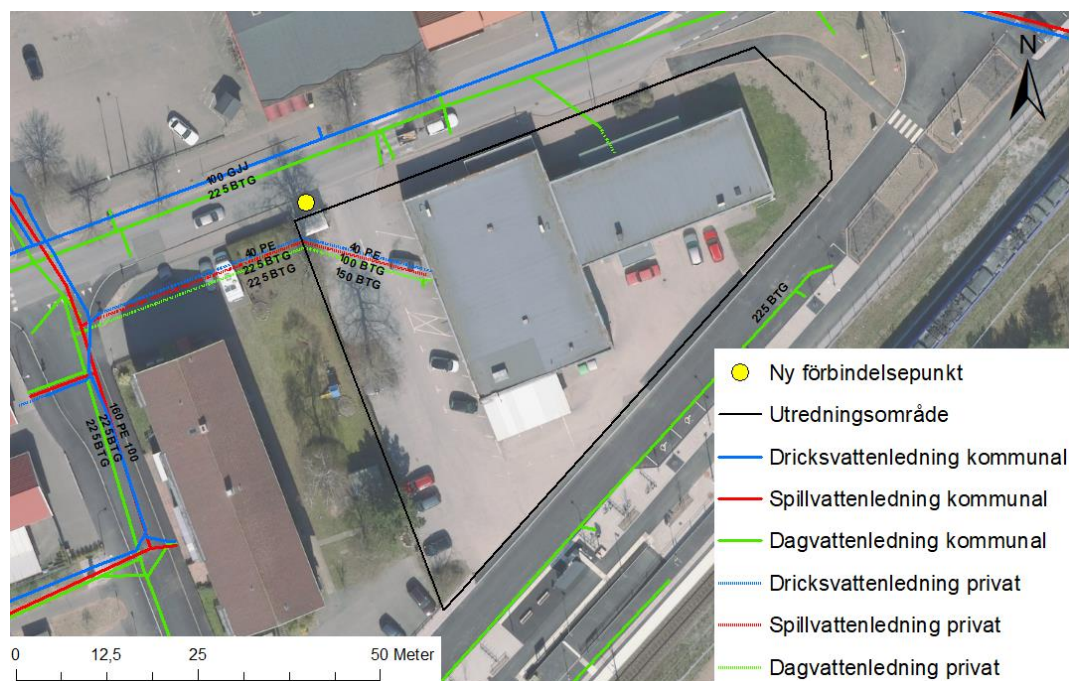 N
100 GJJ
225 BTG
40 PE
225 BTG
225 BTG
40 PE
100 BTG
150 BTG
225 BTG
160 PE 100
225 BTG
225 BTG
Ny förbindelsepunkt
Utredningsområde
Dricksvattenledning kommunal
Spillvattenledning kommunal
Dagvattenledning kommunal
Dricksvattenledning privat
Spillvattenledning privat
Dagvattenledning privat
0 12,5 25 50 Meter